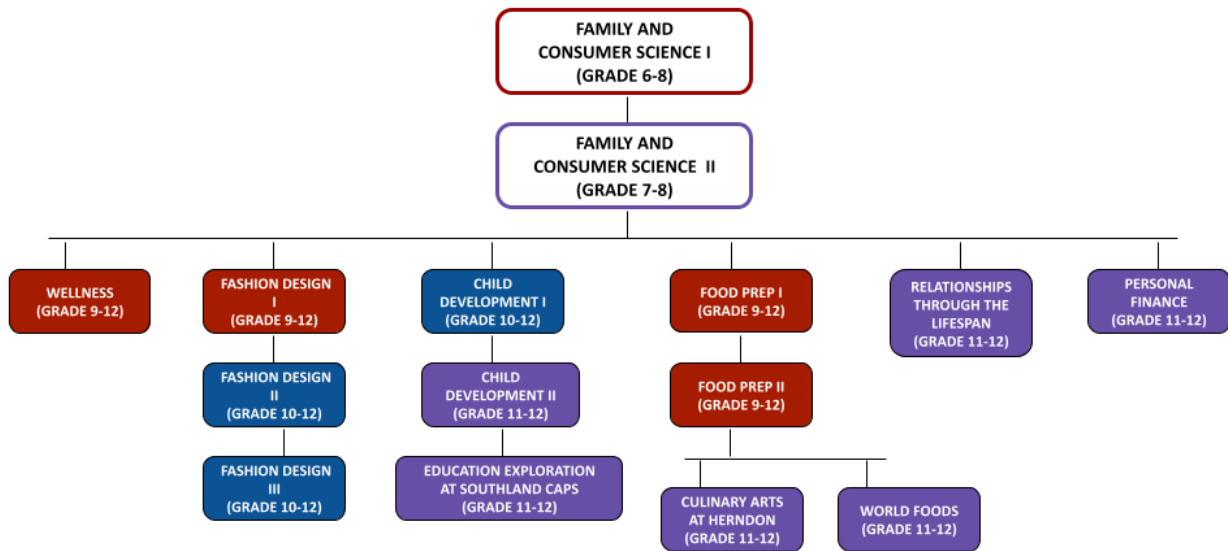 FAMILY AND
CONSUMER SCIENCE I
(GRADE 6-8)
FAMILY AND
CONSUMER SCIENCE II
(GRADE 7-8)
WELLNESS
(GRADE 9-12)
FASHION DESIGN
I
(GRADE 9-12)
CHILD
DEVELOPMENT I
(GRADE 10-12)
FOOD PREP I
(GRADE 9-12)
RELATIONSHIPS
THROUGH THE
LIFESPAN
(GRADE 11-12)
PERSONAL
FINANCE
(GRADE 11-12)
FASHION DESIGN
II
(GRADE 10-12)
CHILD
DEVELOPMENT II
(GRADE 11-12)
FOOD PREP II
(GRADE 9-12)
FASHION DESIGN
III
(GRADE 10-12)
EDUCATION EXPLORATION
AT SOUTHLAND CAPS
(GRADE 11-12)
CULINARY ARTS
AT HERNDON
(GRADE 11-12)
WORLD FOODS
(GRADE 11-12)